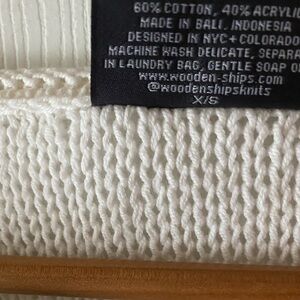 60% COTTON, 40% ACRYLIC
MADE IN BALI, INDONESIA
DESIGNED IN NYC + COLORADO
MACHINE WASH DELICATE, SEPARA
IN LAUNDRY BAG, GENTLE SOAP O
www.wooden-ships.com
@woodenshipsknits
X/S